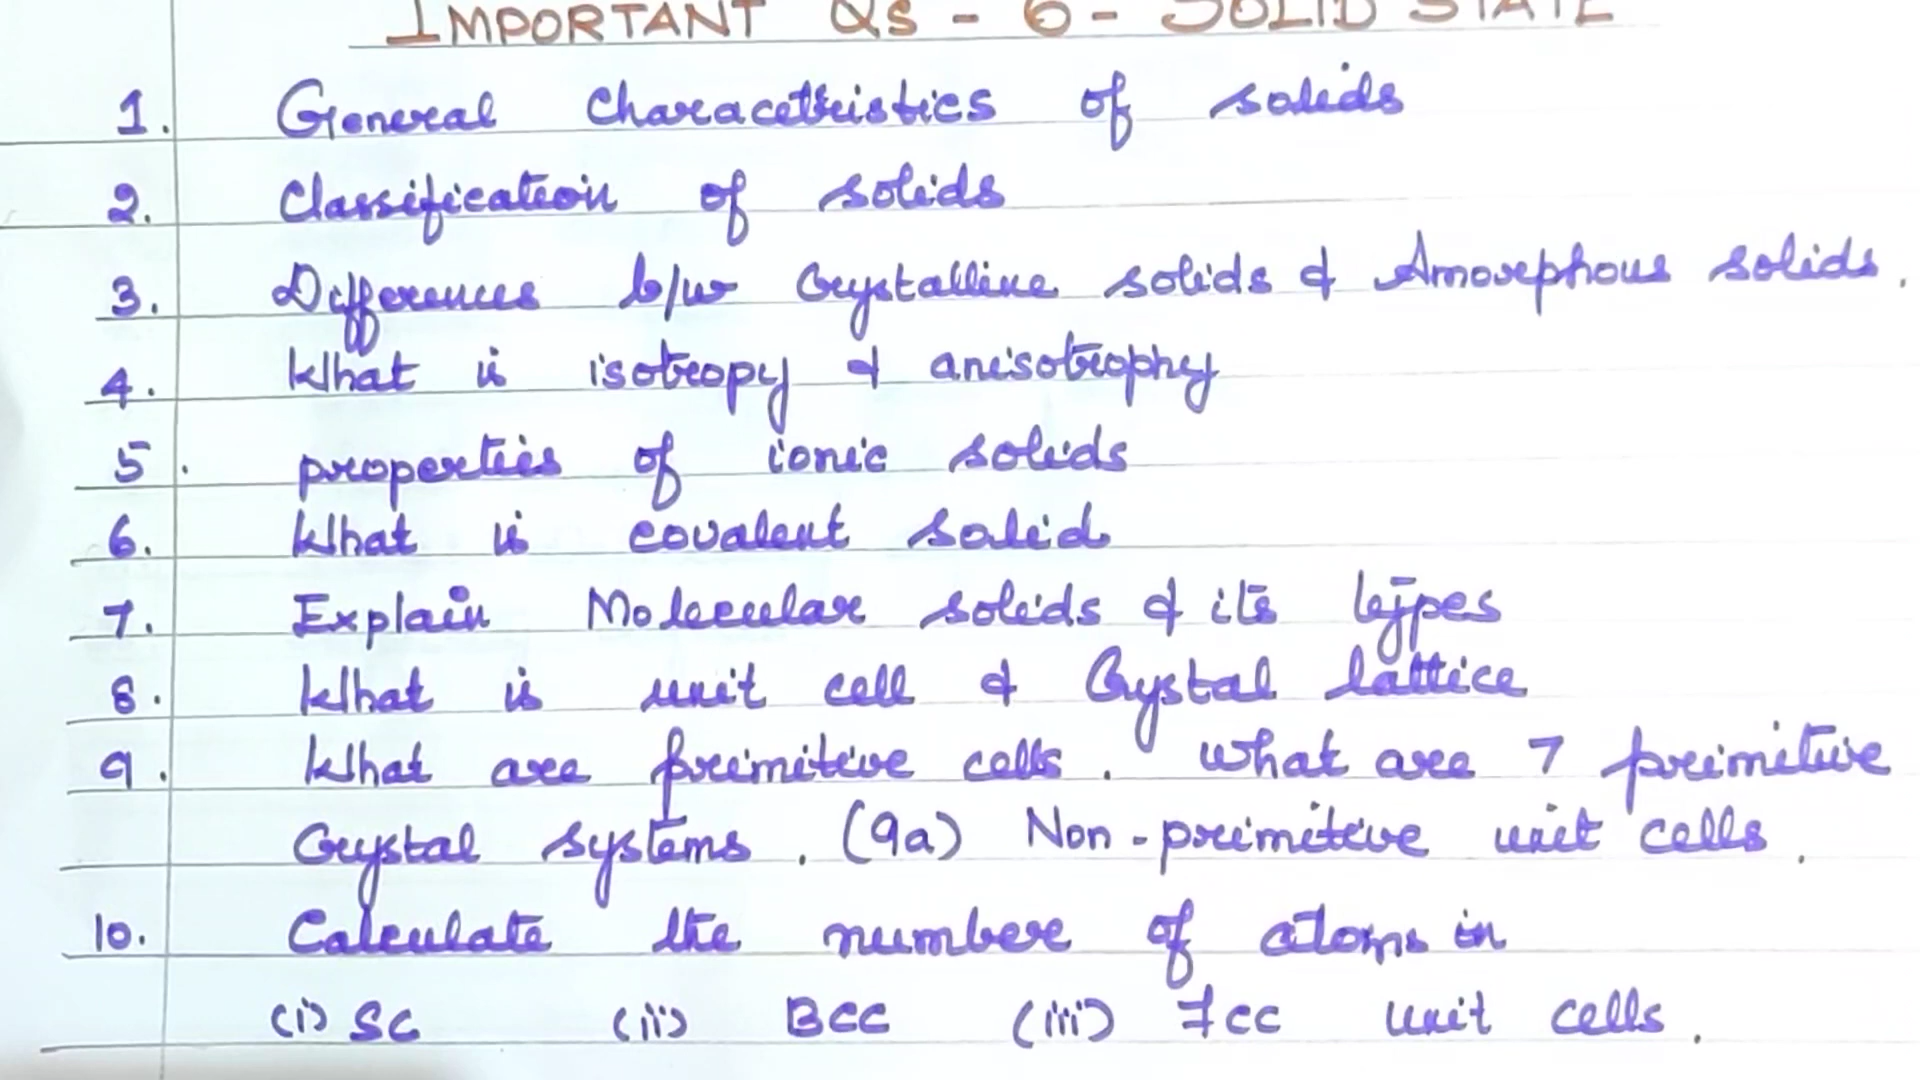 IMPORTANT QS - 6 - SOLID STATE
1. General Characetteristics of solids
2. Classification of solids
3. Differences b/w Crystalline solids & Amorphous solids.
4. What is isotropy & anisotrophy
5. properties of ionic solids
6. What is covalent solid
7. Explain Molecular solids & its types
8. What is unit cell & Crystal lattice
9. What are primitive cells. What are 7 primitive
Crystal systems. (9a) Non-primitive unit cells.
10. Calculate the number of atoms in
(i) SC (ii) BCC (iii) FCC unit cells.